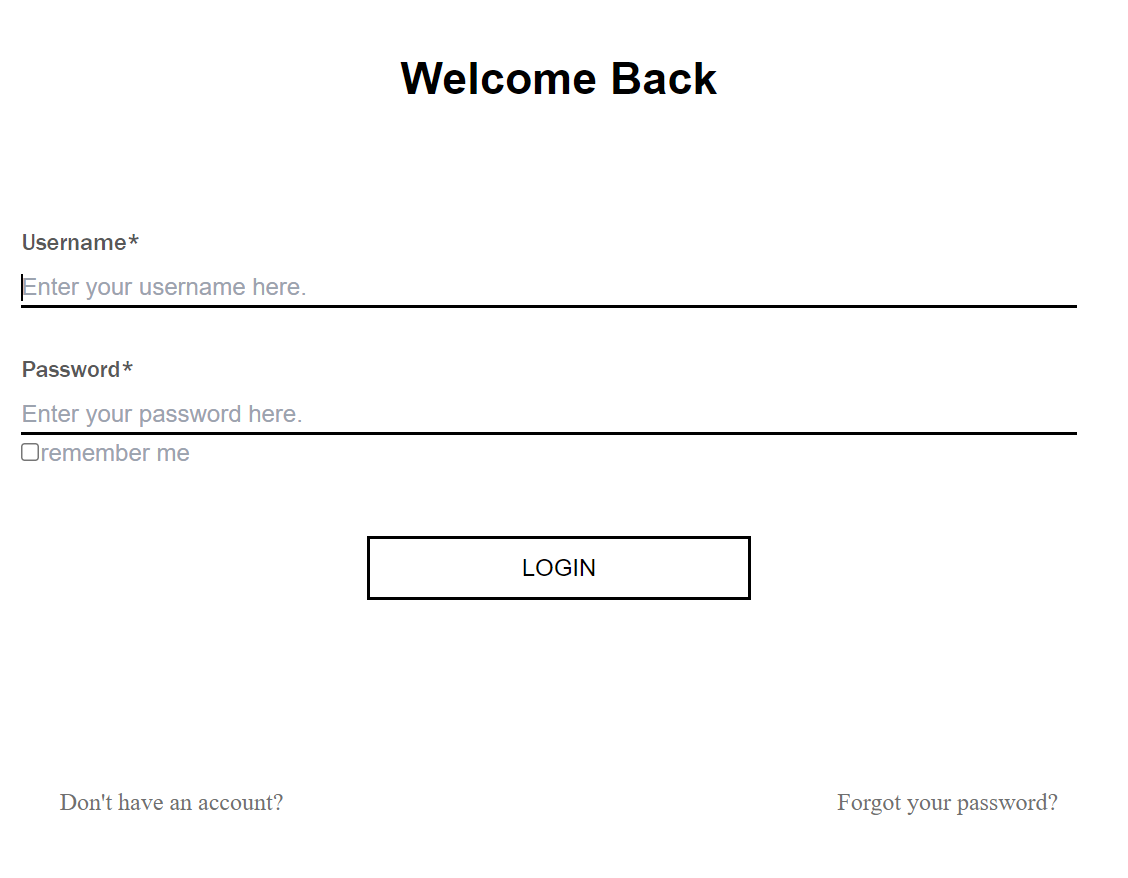 Welcome Back
Username*
Enter your username here.
Password*
Enter your password here.
remember me
LOGIN
Don't have an account? Forgot your password?